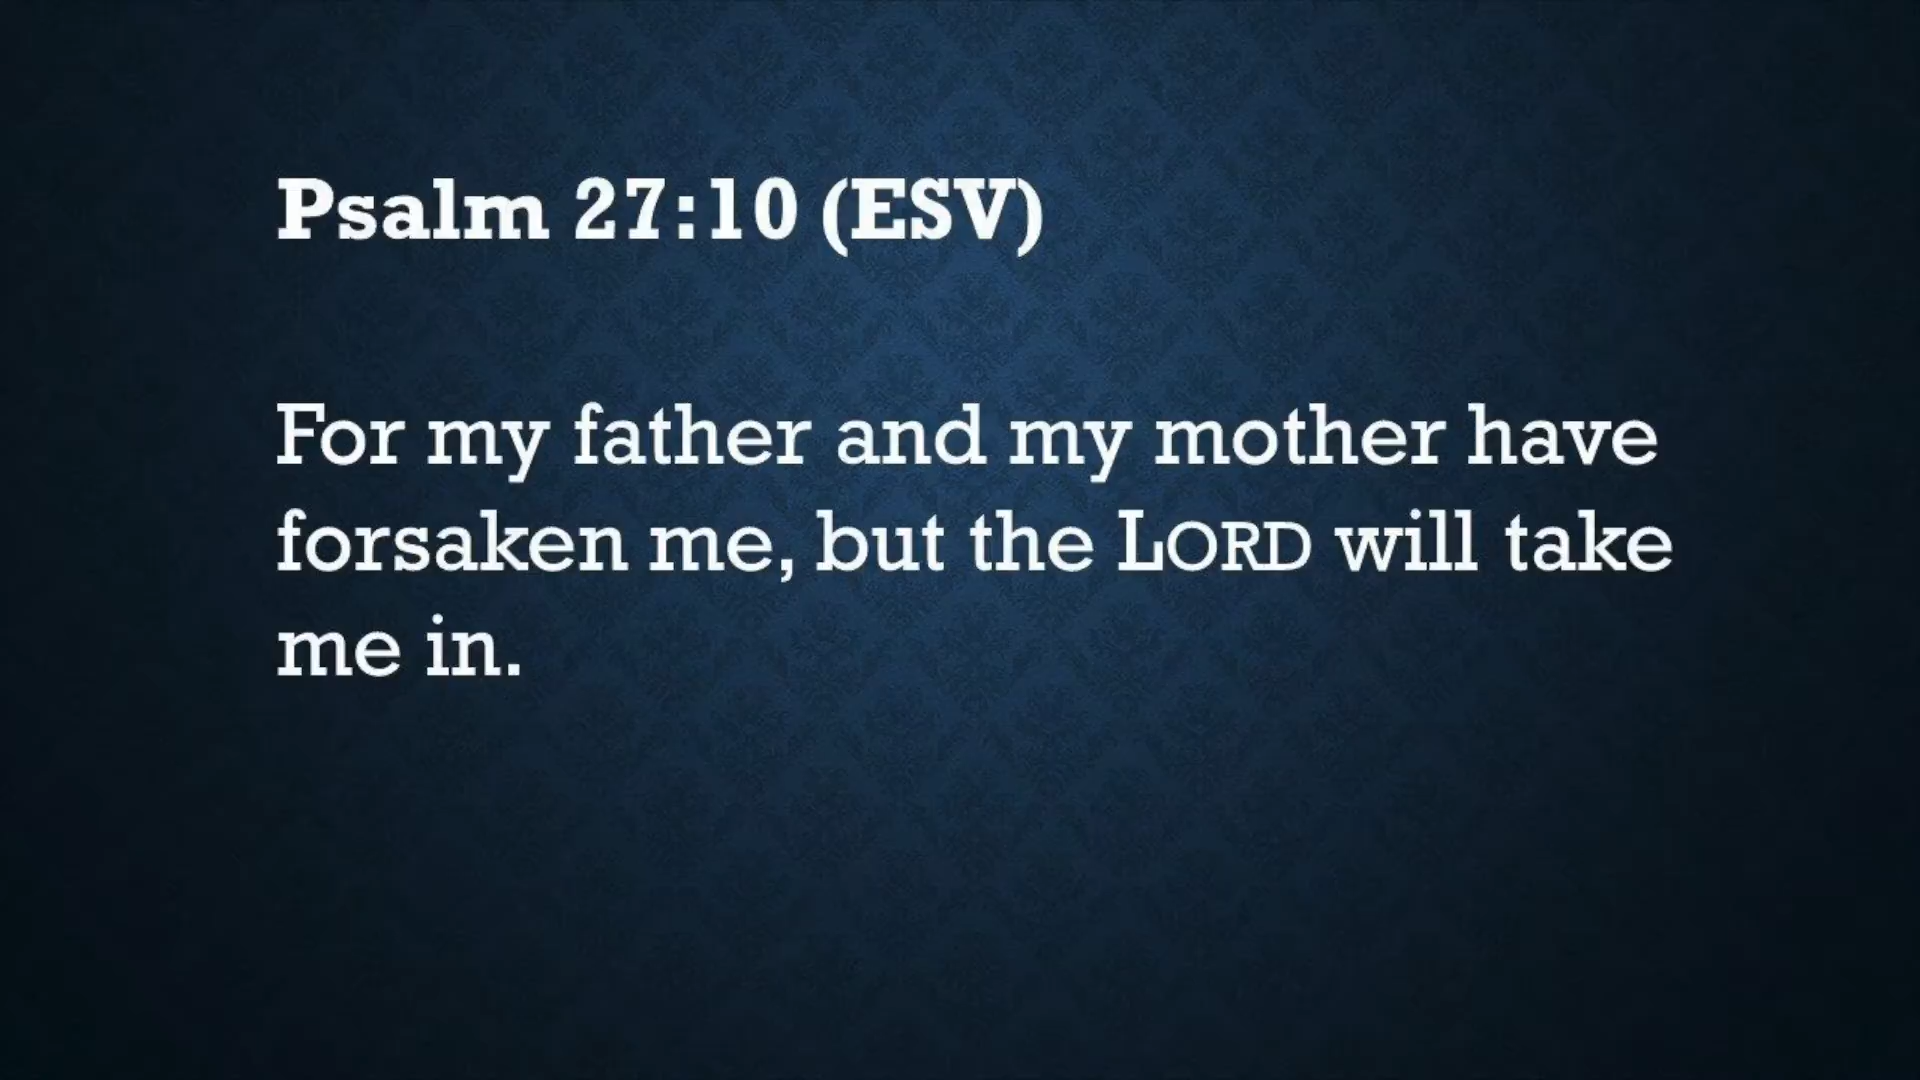 Psalm 27:10 (ESV)
For my father and my mother have
forsaken me, but the LORD will take
me in.